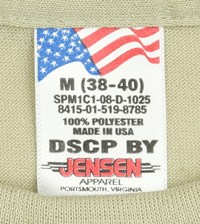 M (38-40)
SPM1C1-08-D-1025
8415-01-519-8785
100% POLYESTER
MADE IN USA
DSCP BY
JENSEN
APPAREL
PORTSMOUTH, VIRGINIA